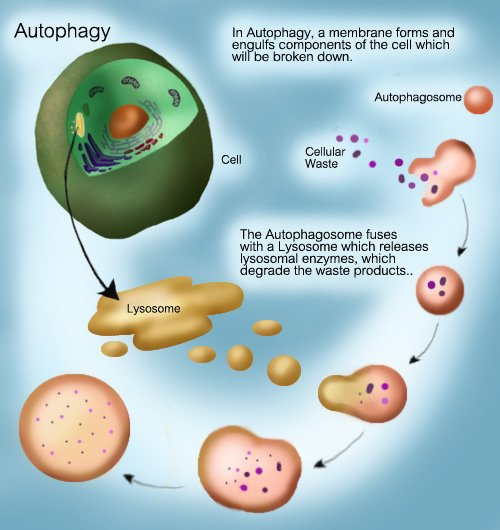 Autophagy
In Autophagy, a membrane forms and
engulfs components of the cell which
will be broken down.
Autophagosome
Cellular
Waste
Cell
The Autophagosome fuses
with a Lysosome which releases
lysosomal enzymes, which
degrade the waste products..
Lysosome